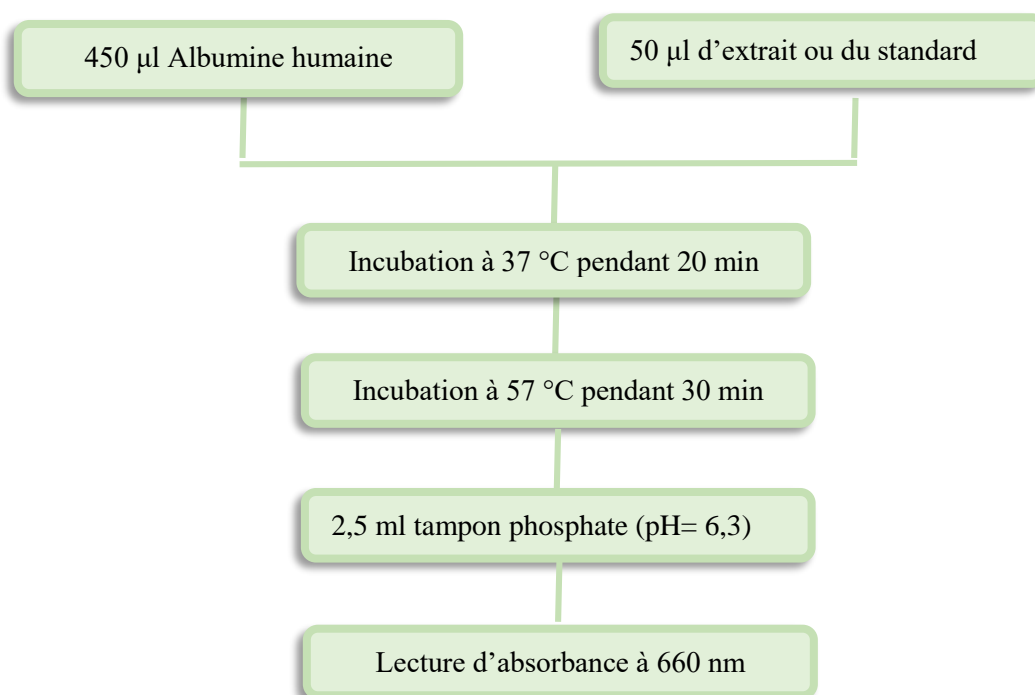 450 µl Albumine humaine
50 µl d’extrait ou du standard
Incubation à 37 °C pendant 20 min
Incubation à 57 °C pendant 30 min
2,5 ml tampon phosphate (pH= 6,3)
Lecture d’absorbance à 660 nm